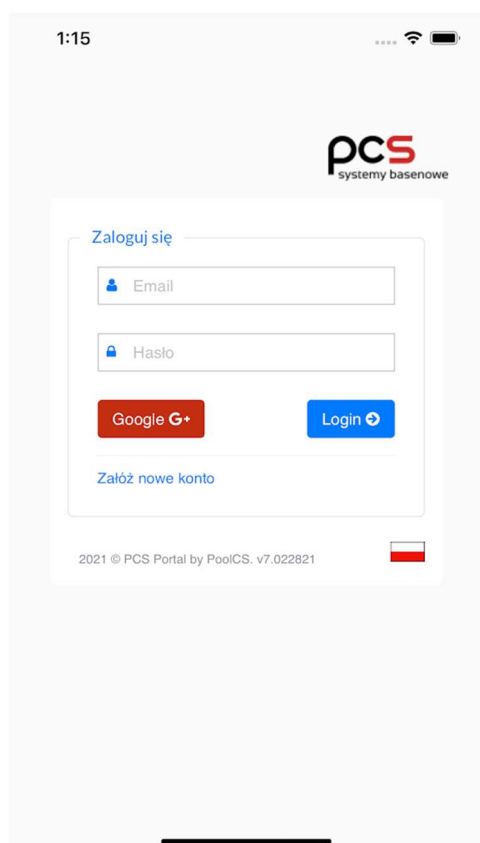 1:15
pcs
systemy basenowe
Zaloguj się
Email
Hasło
Google G+
Login
Załóż nowe konto
2021 © PCS Portal by PoolCS. v7.022821